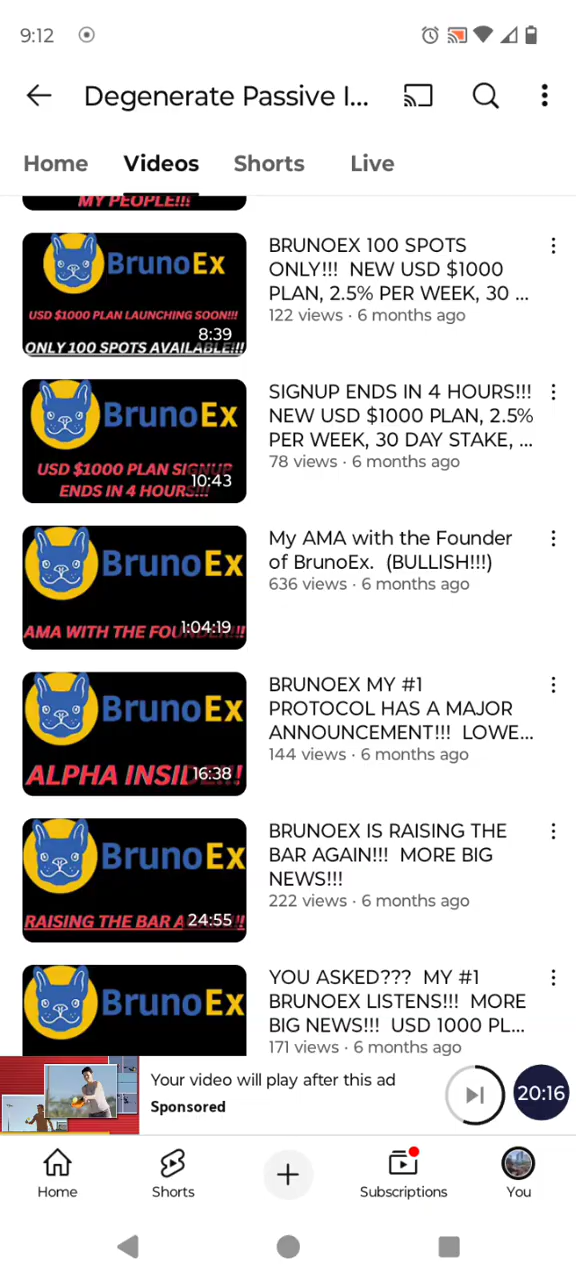 9:12
Degenerate Passive I...
Home Videos Shorts Live
MY PEOPLE!!!
BrunoEx
USD $1000 PLAN LAUNCHING SOON!!!
8:39
ONLY 100 SPOTS AVAILABLE!!!
BRUNOEX 100 SPOTS
ONLY!!! NEW USD $1000
PLAN, 2.5% PER WEEK, 30 ...
122 views · 6 months ago
BrunoEx
USD $1000 PLAN SIGNUP
ENDS IN 4 HOURS!!!
10:43
SIGNUP ENDS IN 4 HOURS!!!
NEW USD $1000 PLAN, 2.5%
PER WEEK, 30 DAY STAKE, ...
78 views · 6 months ago
BrunoEx
AMA WITH THE FOUNDER!!!
1:04:19
My AMA with the Founder
of BrunoEx. (BULLISH!!!)
636 views · 6 months ago
BrunoEx
ALPHA INSIDE!!!
16:38
BRUNOEX MY #1
PROTOCOL HAS A MAJOR
ANNOUNCEMENT!!! LOWE...
144 views · 6 months ago
BrunoEx
RAISING THE BAR AGAIN!!!
24:55
BRUNOEX IS RAISING THE
BAR AGAIN!!! MORE BIG
NEWS!!!
222 views · 6 months ago
BrunoEx
YOU ASKED??? MY #1
BRUNOEX LISTENS!!! MORE
BIG NEWS!!! USD 1000 PL...
171 views · 6 months ago
Your video will play after this ad
Sponsored
20:16
Home Shorts Subscriptions You